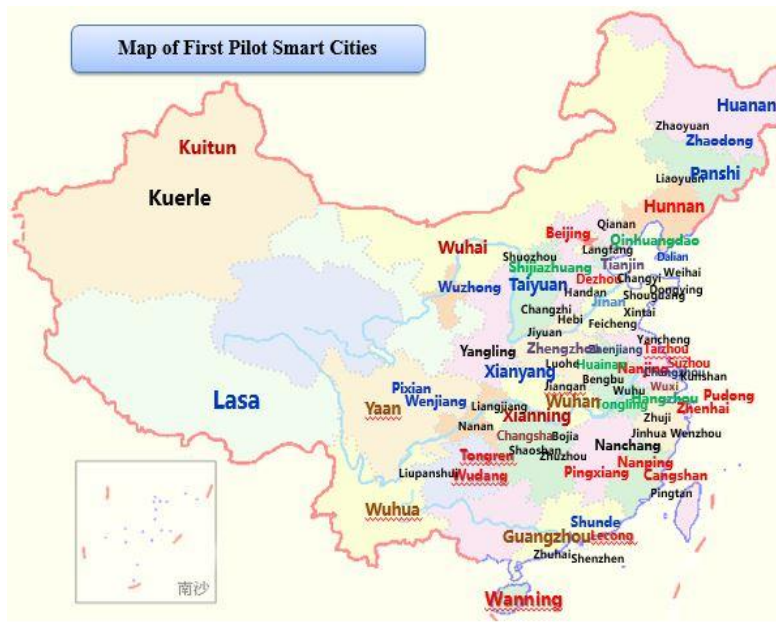 Map of First Pilot Smart Cities
Huanan
Zhaoyuan
Zhaodong
Kuitun
Panshi
Liaoyuan
Kuerle
Hunnan
Qianan
Beijing
Qinhuangdao
Wuhai
Langfang
Shuozhou
Dalian
Tianjin
Shijiazhuang
Weihai
Dezhou
Changyi
Taiyuan
Wuzhong
Dongying
Handan
Shouguang
Jinan
Changzhi
Xintai
Hebi
Feicheng
Jiyuan
Yancheng
Zhengzhou
Zhenjiang
Taizhou
Yangling
Luohe
Huainan
Suzhou
Nanjing
Xianyang
Kunshan
Bengbu
Pixian
Jiangan
Wuxi
Wuhu
Wenjiang
Pudong
Lasa
Wuhan
Hangzhou
Yaan
Liangjiang
Tongling
Zhenhai
Xianning
Zhuji
Nanan
Changsha
Bojia
Jinhua Wenzhou
Nanchang
Shaoshan
Tongren
Zhuzhou
Nanping
Liupanshui
Wudang
Pingxiang
Cangshan
Pingtan
Wuhua
Shunde
Guangzhou
Lecong
Zhuhai
Shenzhen
南沙
Wanning